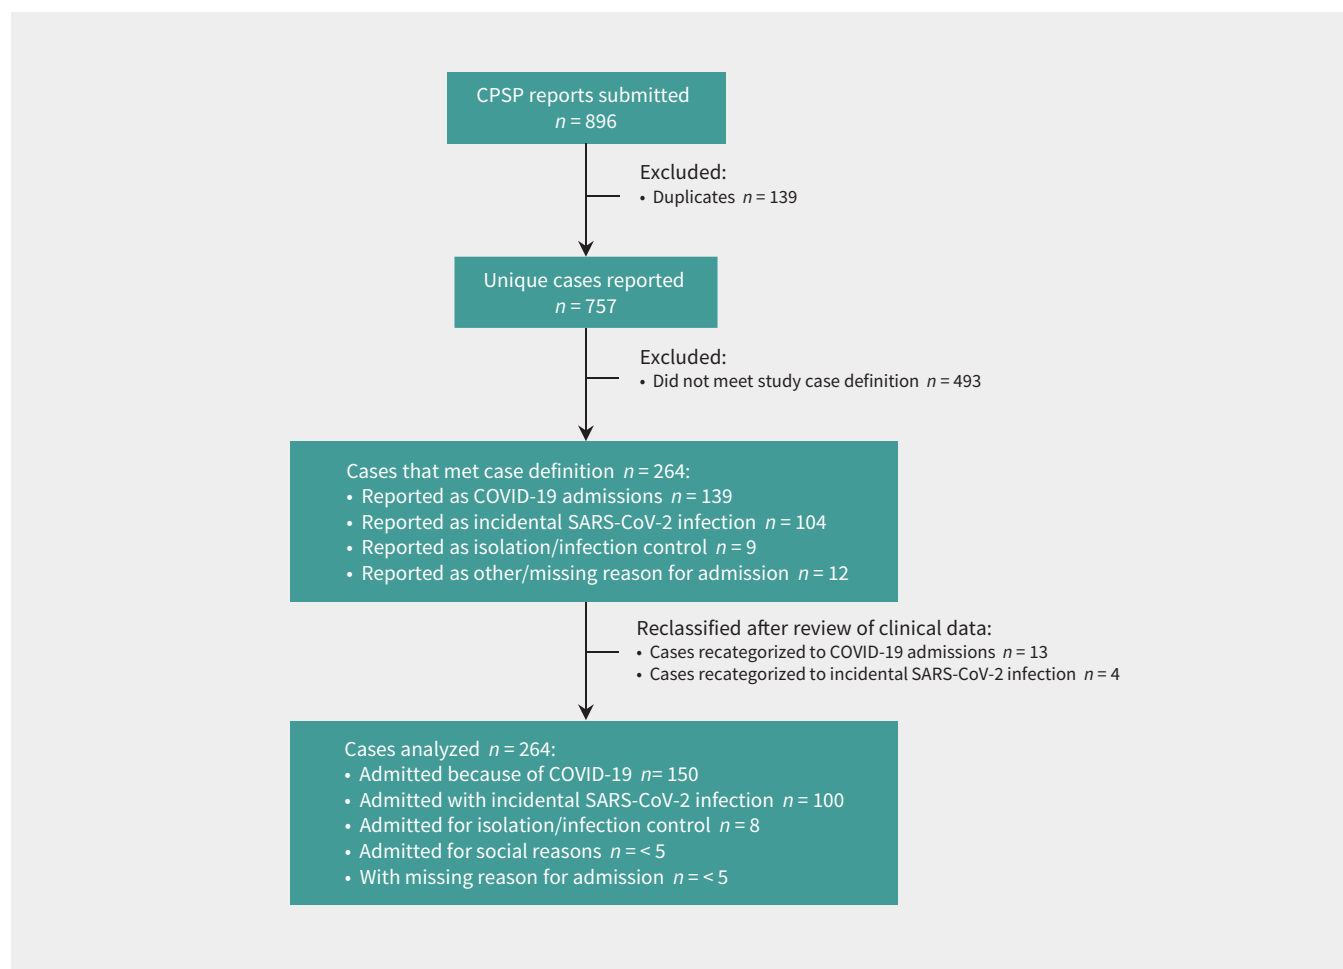 CPSP reports submitted
n = 896
Excluded:
• Duplicates n = 139
Unique cases reported
n = 757
Excluded:
• Did not meet study case definition n = 493
Cases that met case definition n = 264:
• Reported as COVID-19 admissions n = 139
• Reported as incidental SARS-CoV-2 infection n = 104
• Reported as isolation/infection control n = 9
• Reported as other/missing reason for admission n = 12
Reclassified after review of clinical data:
• Cases recategorized to COVID-19 admissions n = 13
• Cases recategorized to incidental SARS-CoV-2 infection n = 4
Cases analyzed n = 264:
• Admitted because of COVID-19 n= 150
• Admitted with incidental SARS-CoV-2 infection n = 100
• Admitted for isolation/infection control n = 8
• Admitted for social reasons n = < 5
• With missing reason for admission n = < 5